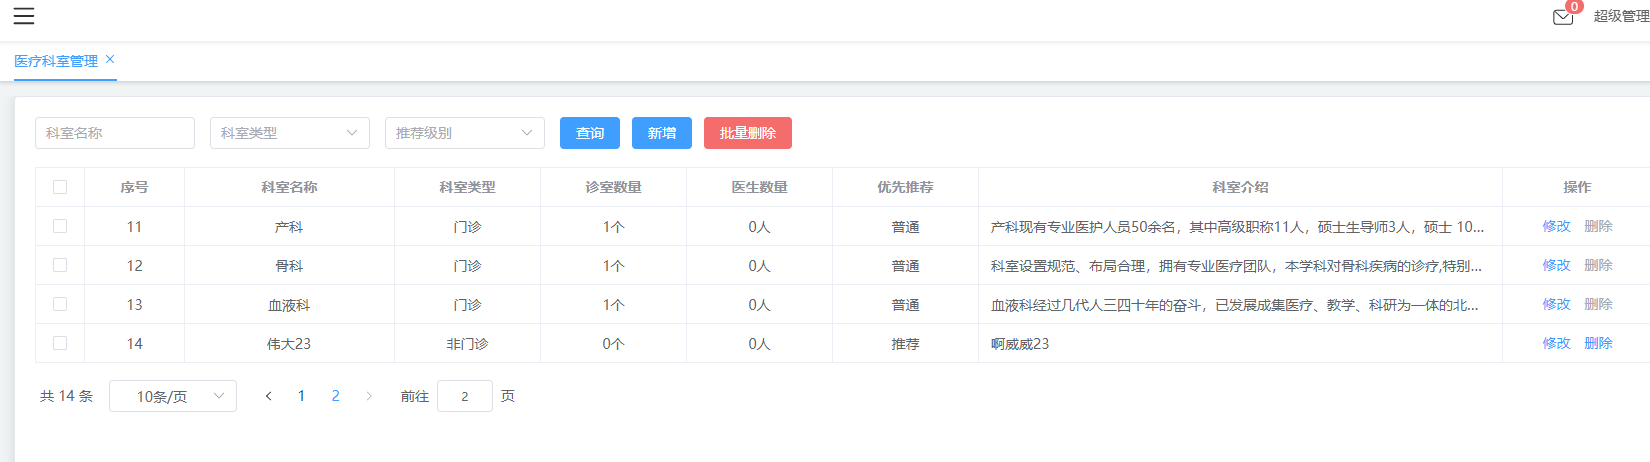 0
超级管理
医疗科室管理
科室名称 科室类型 推荐级别 查询 新增 批量删除
序号 科室名称 科室类型 诊室数量 医生数量 优先推荐 科室介绍 操作
11 产科 门诊 1个 0人 普通 产科现有专业医护人员50余名，其中高级职称11人，硕士生导师3人，硕士 10... 修改 删除
12 骨科 门诊 1个 0人 普通 科室设置规范、布局合理，拥有专业医疗团队，本学科对骨科疾病的诊疗,特别... 修改 删除
13 血液科 门诊 1个 0人 普通 血液科经过几代人三四十年的奋斗，已发展成集医疗、教学、科研为一体的北... 修改 删除
14 伟大23 非门诊 0个 0人 推荐 啊威威23 修改 删除
共 14 条 10条/页 1 2 前往 2 页